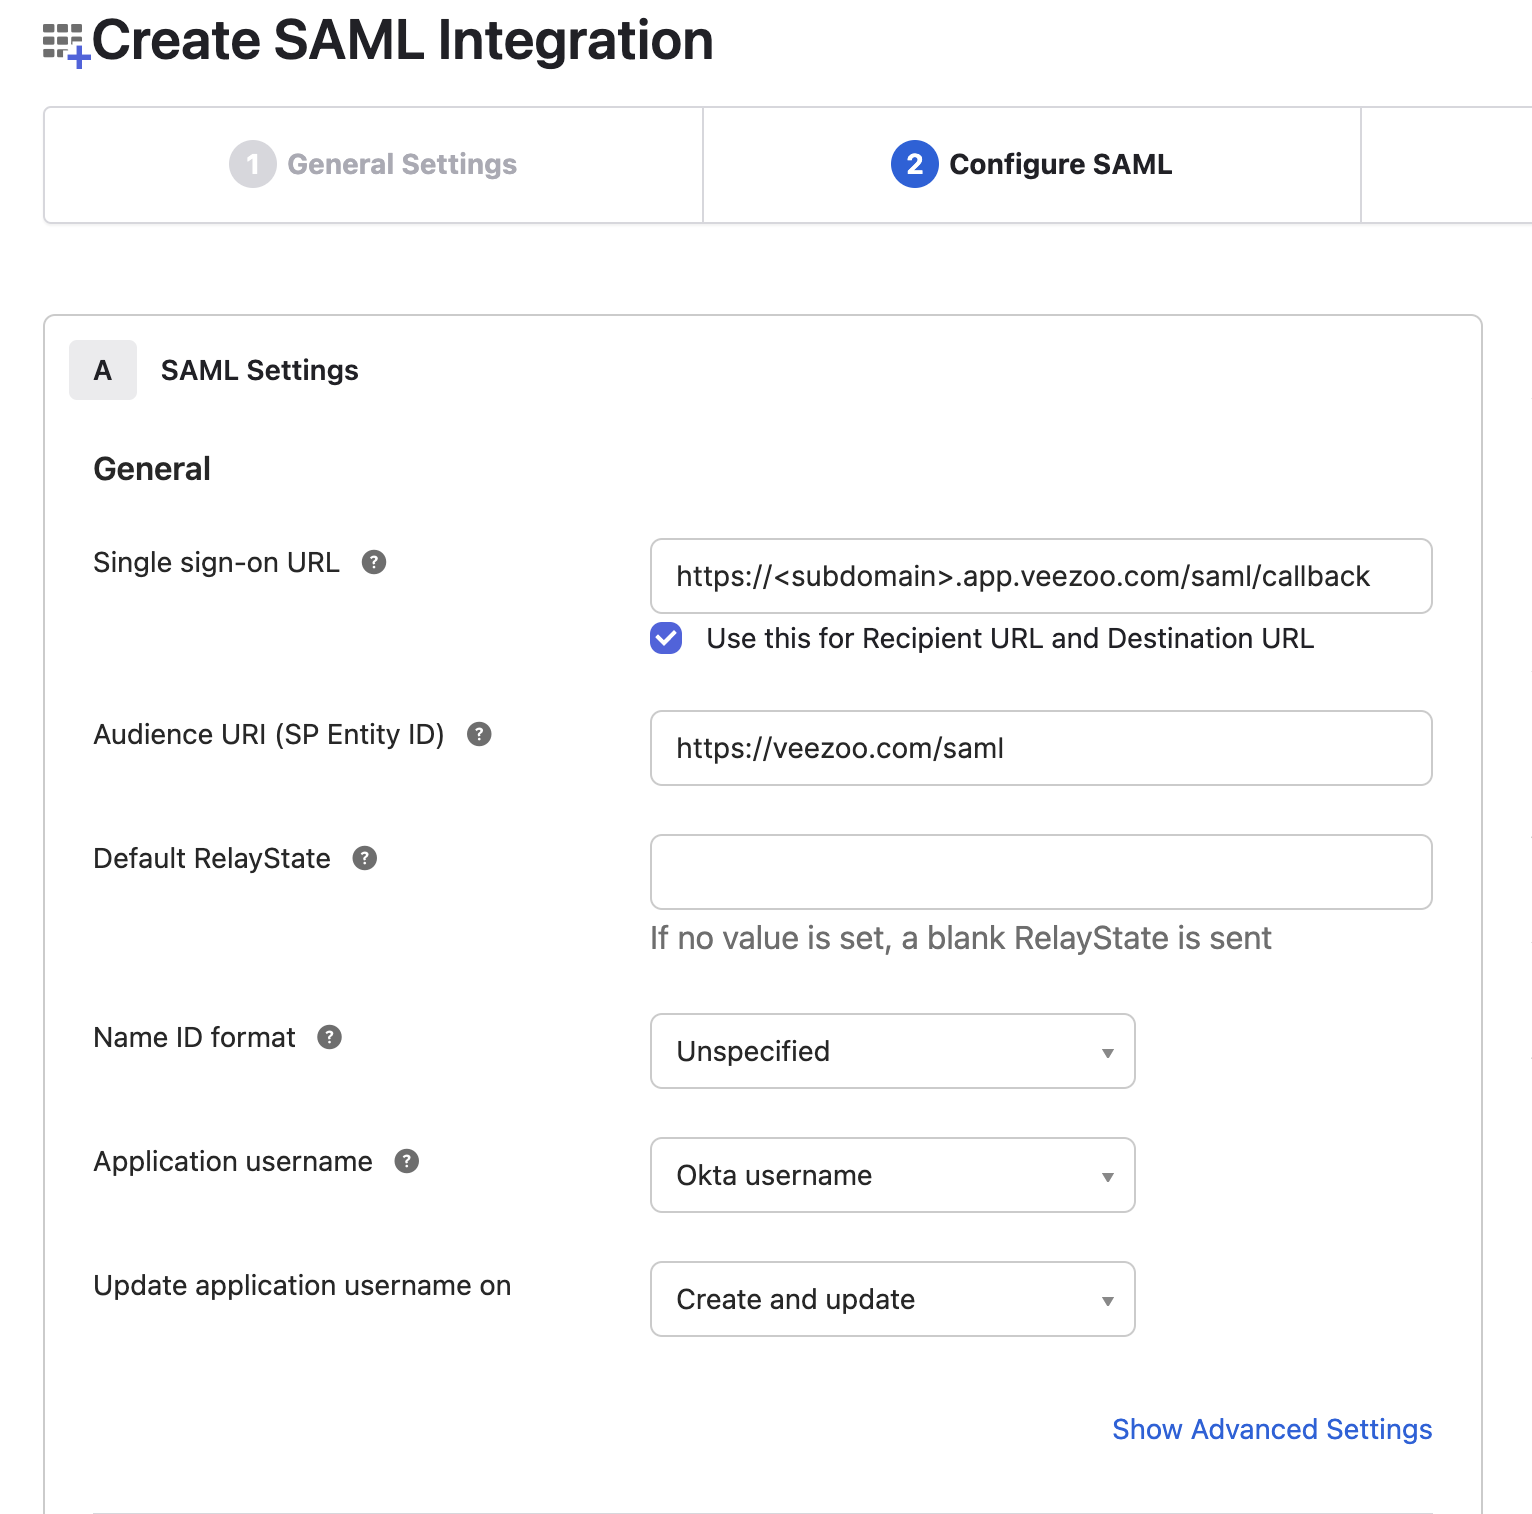 Create SAML Integration
1 General Settings
2 Configure SAML
A SAML Settings
General
Single sign-on URL ?
https://<subdomain>.app.veezoo.com/saml/callback
Use this for Recipient URL and Destination URL
Audience URI (SP Entity ID) ?
https://veezoo.com/saml
Default RelayState ?
If no value is set, a blank RelayState is sent
Name ID format ?
Unspecified
Application username ?
Okta username
Update application username on
Create and update
Show Advanced Settings